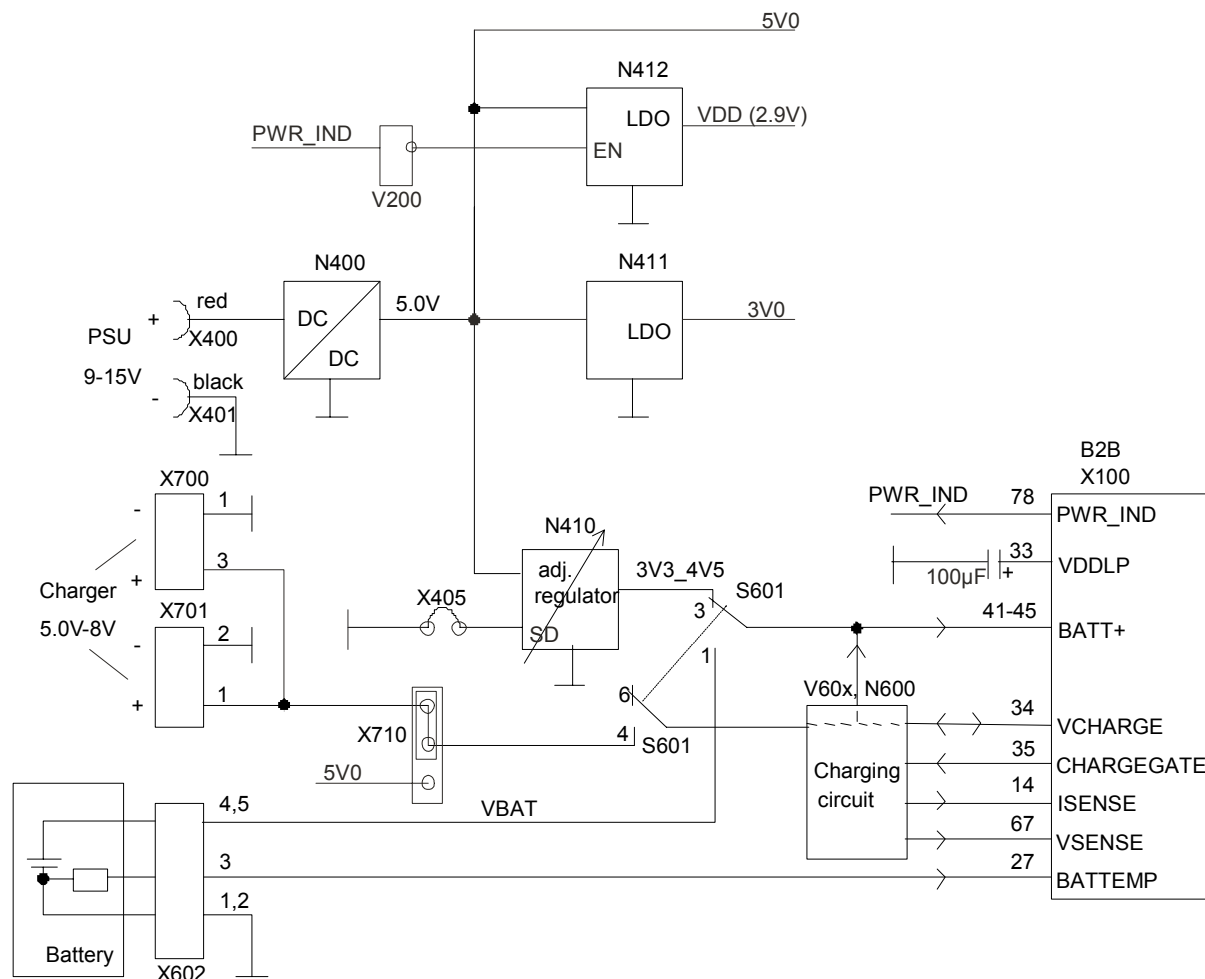 5V0
N412
LDO
VDD (2.9V)
PWR_IND
EN
V200
N400
N411
red
5.0V
3V0
+
X400
DC
LDO
PSU
DC
9-15V
black
-
X401
B2B
X100
X700
1
PWR_IND
78
PWR_IND
-
N410
3
adj.
regulator
3V3_4V5
33
VDDLP
100µF
+
Charger
+
X701
X405
S601
3
41-45
5.0V-8V
2
SD
BATT+
-
1
6
V60x, N600
1
34
+
X710
4
S601
VCHARGE
35
CHARGEGATE
5V0
Charging
circuit
14
ISENSE
4,5
VBAT
67
VSENSE
3
27
BATTEMP
1,2
Battery
X602